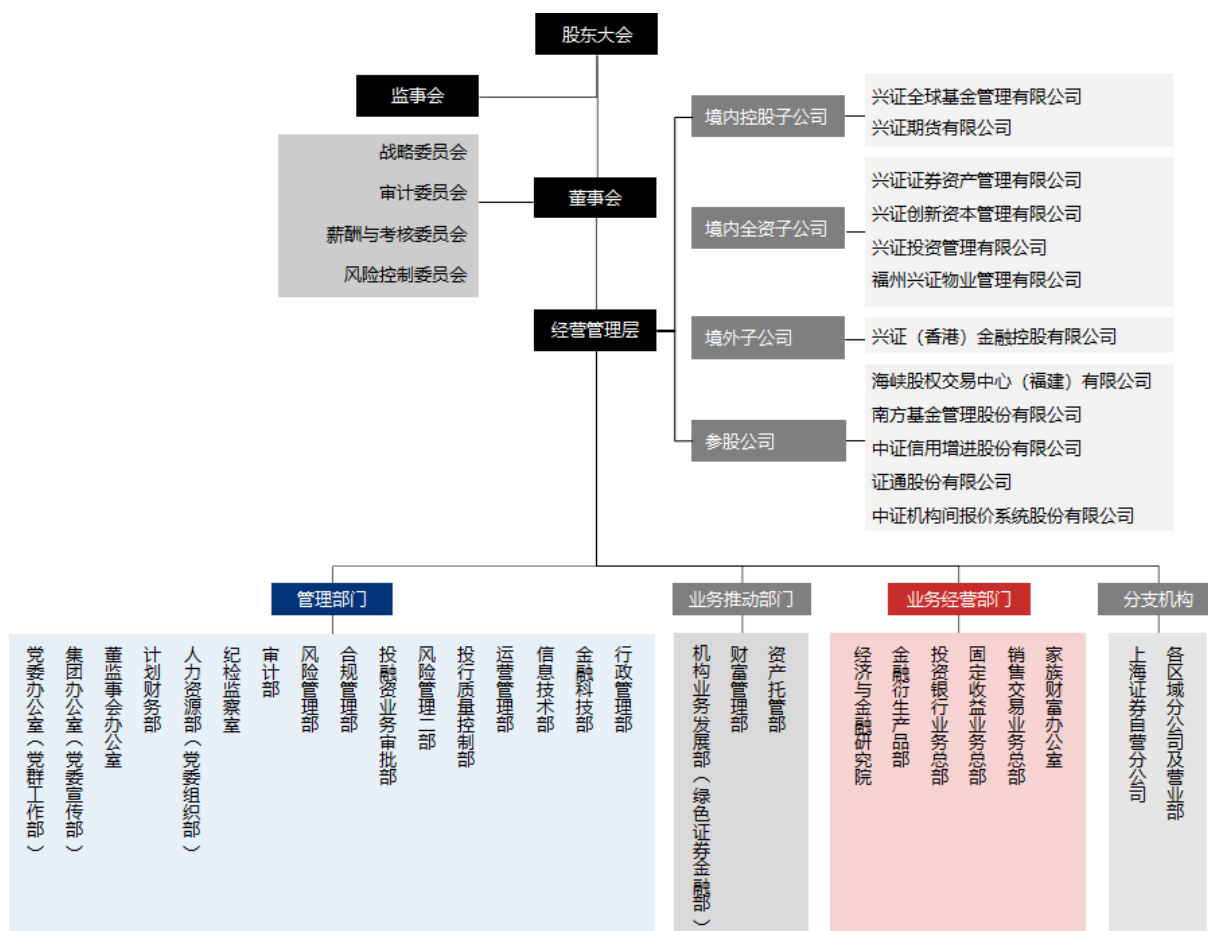 股东大会
监事会
战略委员会
审计委员会
薪酬与考核委员会
风险控制委员会
董事会
经营管理层
境内控股子公司
兴证全球基金管理有限公司
兴证期货有限公司
境内全资子公司
兴证证券资产管理有限公司
兴证创新资本管理有限公司
兴证投资管理有限公司
福州兴证物业管理有限公司
境外子公司
兴证（香港）金融控股有限公司
参股公司
海峡股权交易中心（福建）有限公司
南方基金管理股份有限公司
中证信用增进股份有限公司
证通股份有限公司
中证机构间报价系统股份有限公司
管理部门
党委办公室（党群工作部）
集团办公室（党委宣传部）
董监事会办公室
计划财务部
人力资源部（党委组织部）
纪检监察室
审计部
风险管理部
合规管理部
投融资业务审批部
风险管理二部
投行质量控制部
运营管理部
信息技术部
金融科技部
行政管理部
业务推动部门
机构业务发展部（绿色证券金融部）
财富管理部
资产托管部
业务经营部门
经济与金融研究院
金融衍生产品部
投资银行业务总部
固定收益业务总部
销售交易业务总部
家族财富办公室
分支机构
上海证券自营分公司
各区域分公司及营业部